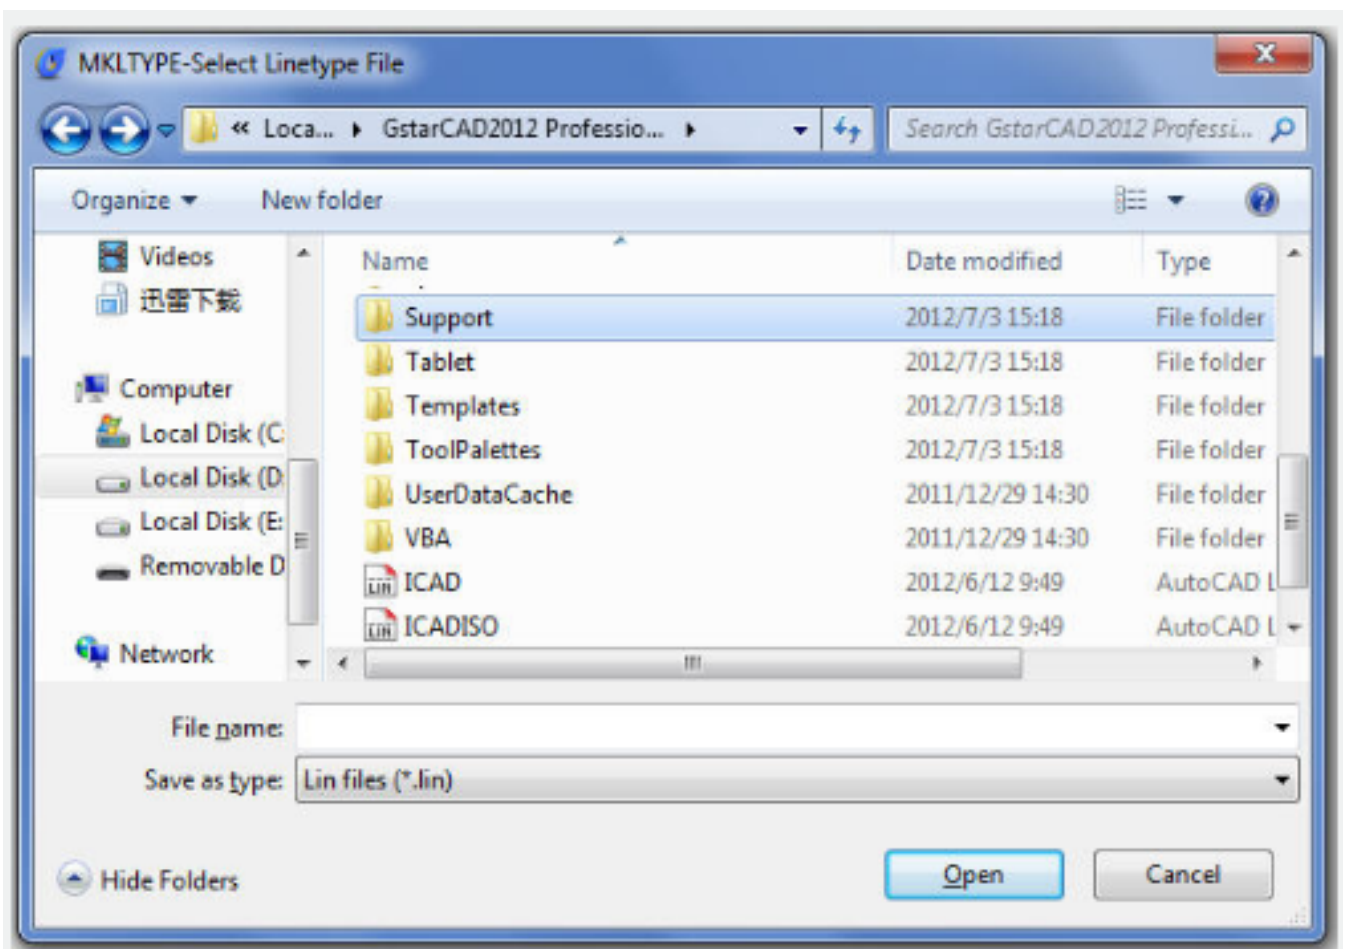 MKLTYPE-Select Linetype File
« Loca... GstarCAD2012 Professio... Search GstarCAD2012 Professi...
Organize New folder
Videos
迅雷下载
Computer
Local Disk (C:
Local Disk (D:
Local Disk (E:
Removable D
Network
Name Date modified Type
Support 2012/7/3 15:18 File folder
Tablet 2012/7/3 15:18 File folder
Templates 2012/7/3 15:18 File folder
ToolPalettes 2012/7/3 15:18 File folder
UserDataCache 2011/12/29 14:30 File folder
VBA 2011/12/29 14:30 File folder
LIN ICAD 2012/6/12 9:49 AutoCAD L
LIN ICADISO 2012/6/12 9:49 AutoCAD L
File name:
Save as type: Lin files (*.lin)
Hide Folders Open Cancel